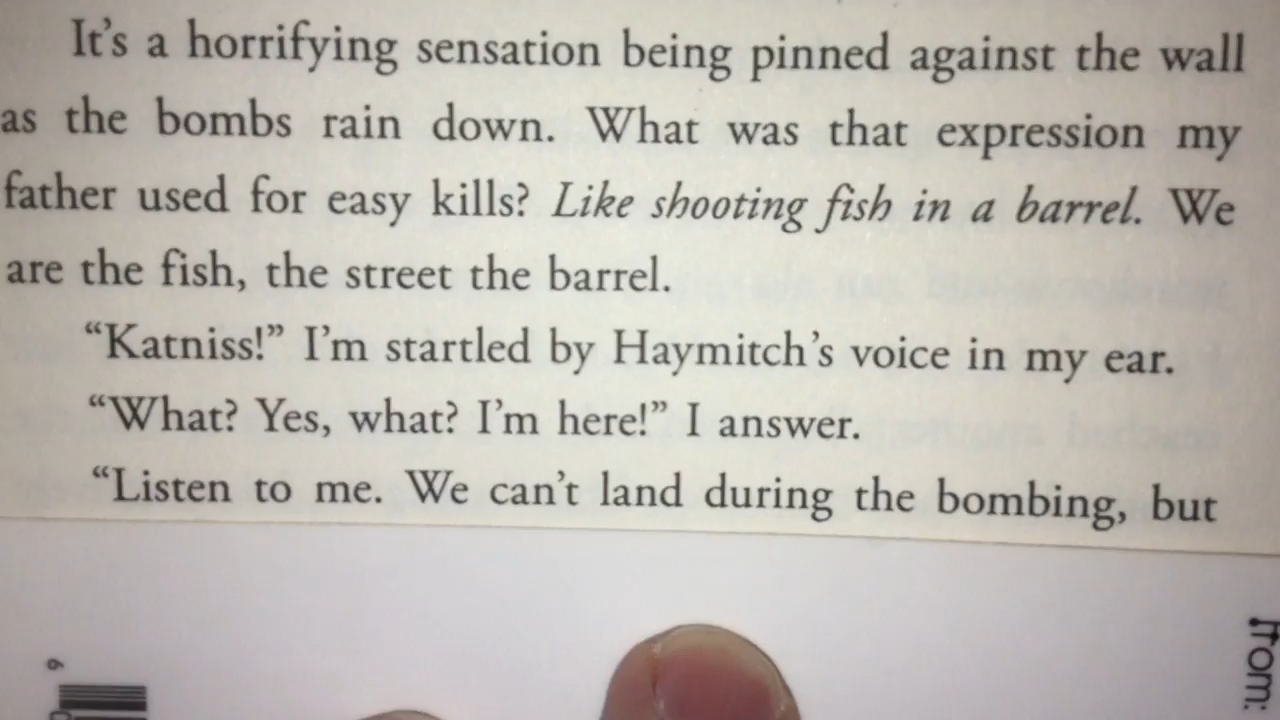 It's a horrifying sensation being pinned against the wall
as the bombs rain down. What was that expression my
father used for easy kills? Like shooting fish in a barrel. We
are the fish, the street the barrel.
“Katniss!” I'm startled by Haymitch's voice in my ear.
“What? Yes, what? I'm here!” I answer.
“Listen to me. We can't land during the bombing, but
from:
6